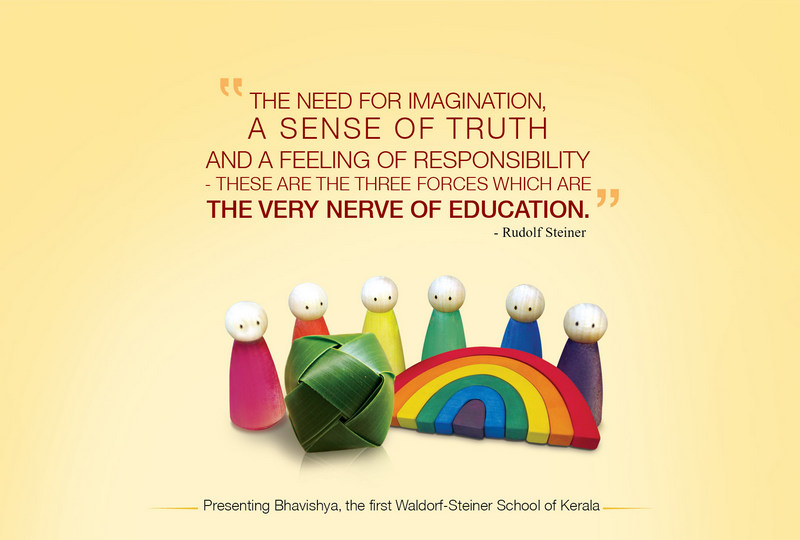 “THE NEED FOR IMAGINATION,
A SENSE OF TRUTH
AND A FEELING OF RESPONSIBILITY
- THESE ARE THE THREE FORCES WHICH ARE
THE VERY NERVE OF EDUCATION.”
- Rudolf Steiner
Presenting Bhavishya, the first Waldorf-Steiner School of Kerala